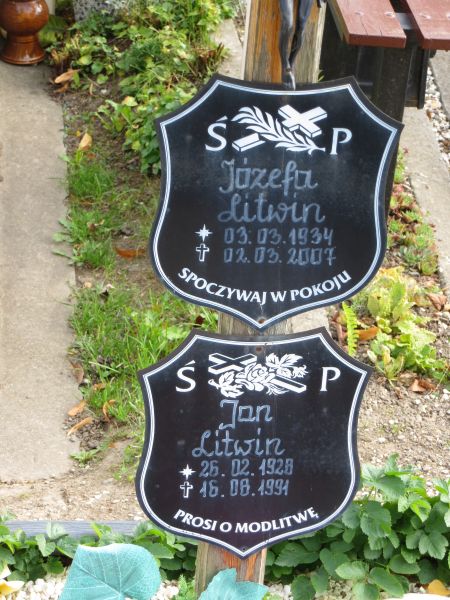 Ś P
Józefa
Litwin
03.03.1934
02.03.2007
SPOCZYWAJ W POKOJU
Ś P
Jan
Litwin
26.02.1928
16.08.1991
PROSI O MODLITWĘ